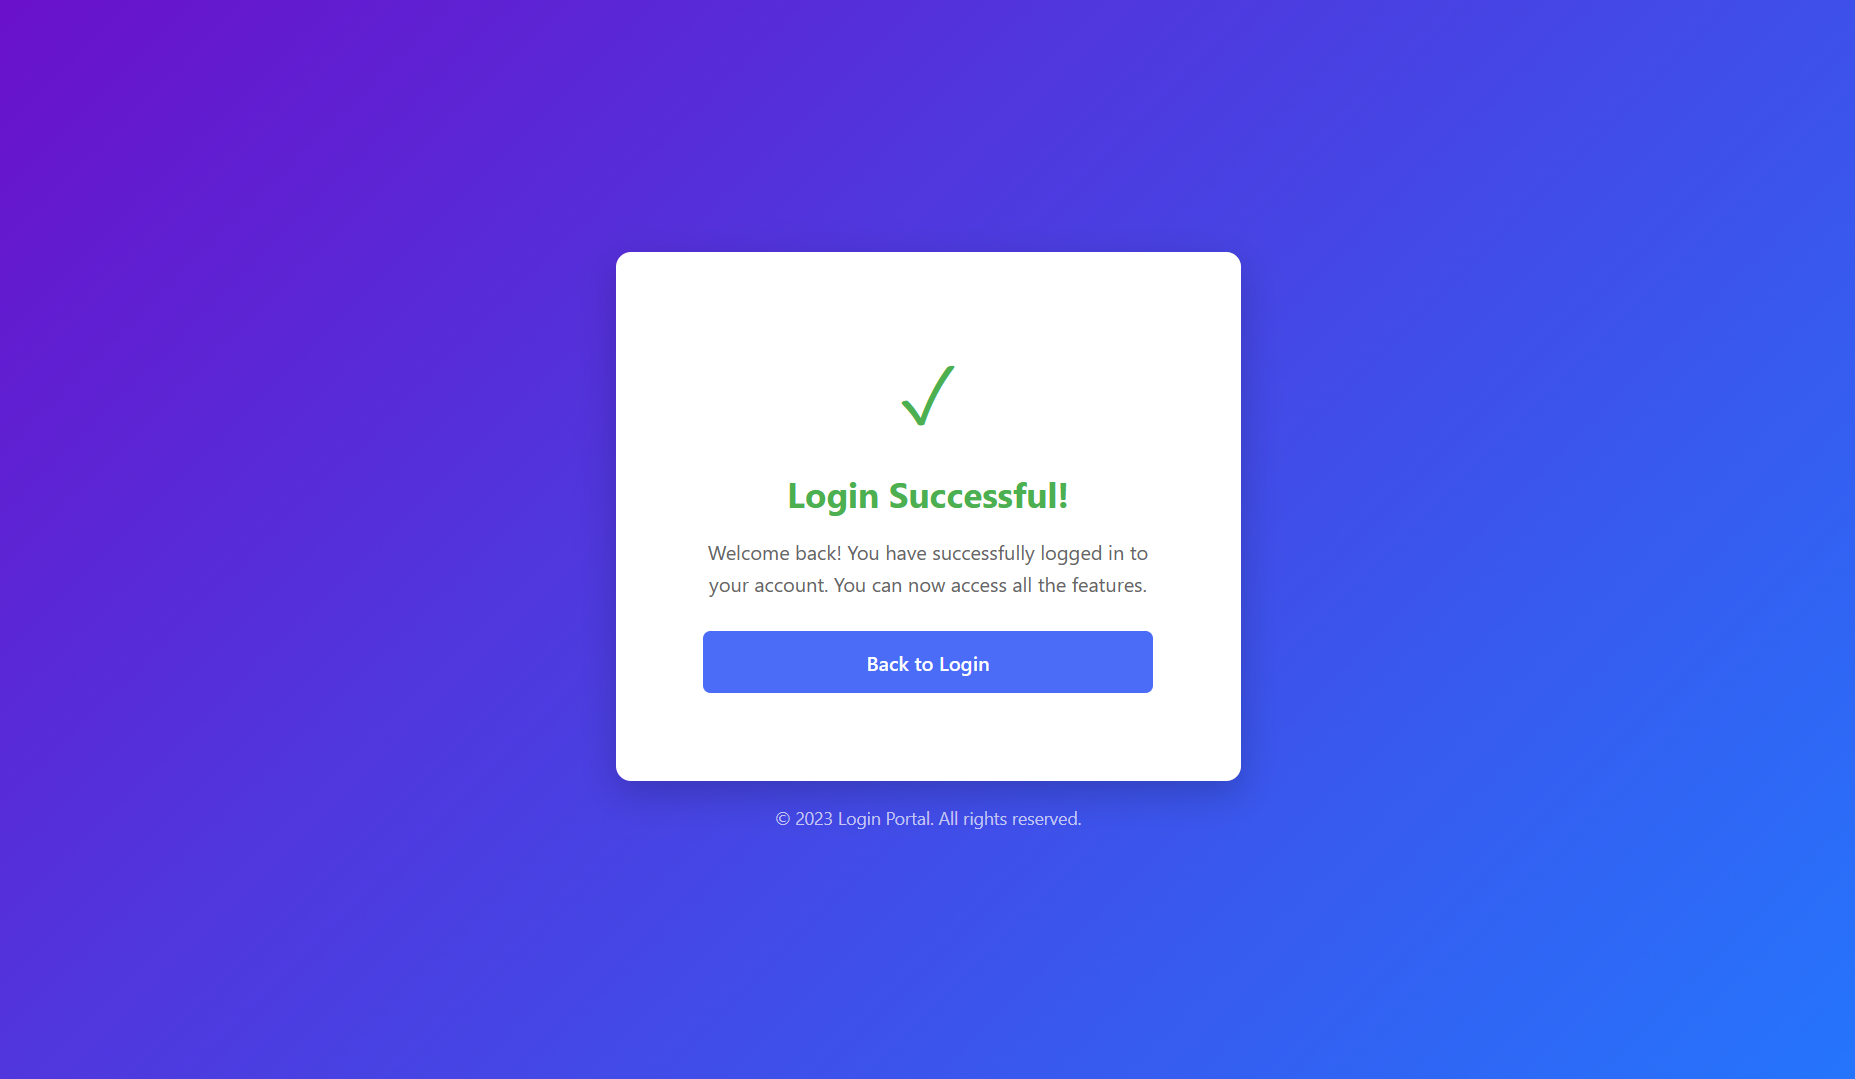 Login Successful!
Welcome back! You have successfully logged in to
your account. You can now access all the features.
Back to Login
© 2023 Login Portal. All rights reserved.